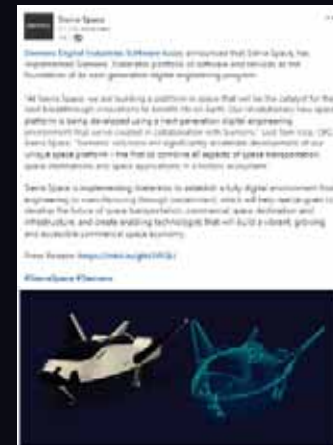 Sierra Space
Siemens Digital Industries Software today announced that Sierra Space, has
implemented Siemens' Xcelerator portfolio of software and services as the
foundation of its next-generation digital engineering program.
"At Sierra Space, we are building a platform in space that will be the catalyst for the
next breakthrough innovations to benefit life on Earth. Our revolutionary new space
platform is being developed using a next generation digital engineering
environment that we've created in collaboration with Siemens," said Tom Vice, CEO,
Sierra Space. "Siemens' solutions will significantly accelerate development of our
unique space platform – the first to combine all aspects of space transportation,
space destinations and space applications in a holistic ecosystem."
Sierra Space is implementing Xcelerator to establish a fully digital environment from
engineering to manufacturing through sustainment, which will help
develop the future of space transportation, commercial space destination and
infrastructure, and create enabling technologies that will build a vibrant, growing
and accessible commercial space economy.
Press Release:
#SierraSpace #Siemens